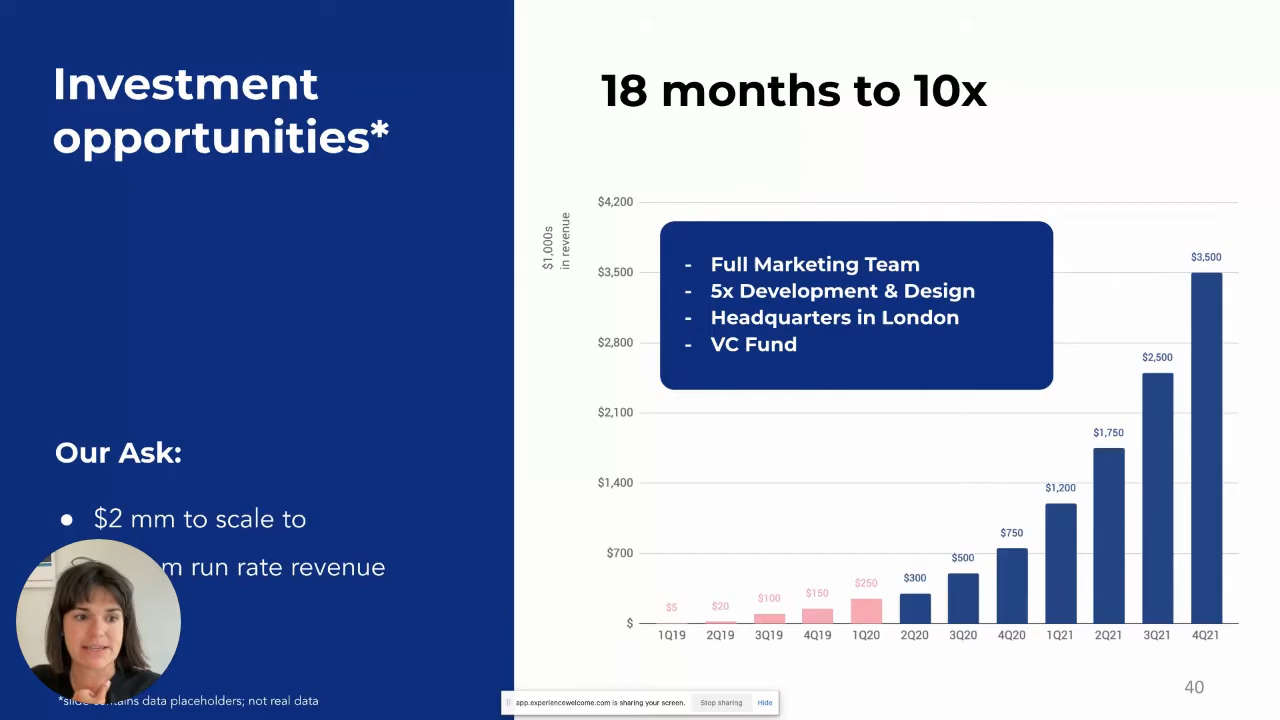 Investment
opportunities*
Our Ask:
● $2 mm to scale to
m run rate revenue
*slide contains data placeholders; not real data
18 months to 10x
$1,000s
in revenue
$4,200
$3,500
$2,800
$2,100
$1,400
$700
$
- Full Marketing Team
- 5x Development & Design
- Headquarters in London
- VC Fund
$5
$20
$100
$150
$250
$300
$500
$750
$1,200
$1,750
$2,500
$3,500
1Q19 2Q19 3Q19 4Q19 1Q20 2Q20 3Q20 4Q20 1Q21 2Q21 3Q21 4Q21
40
app.experiencewelcome.com is sharing your screen. Stop sharing Hide